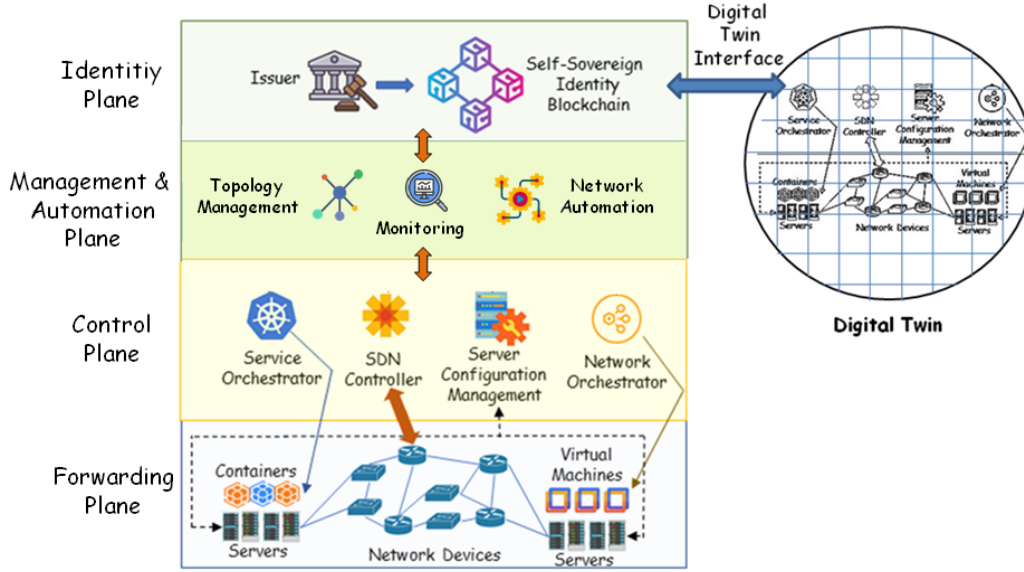 Identitiy
Plane
Issuer
Self-Sovereign
Identity
Blockchain
Digital
Twin
Interface
Management &
Automation
Plane
Topology
Management
Monitoring
Network
Automation
Control
Plane
Service
Orchestrator
SDN
Controller
Server
Configuration
Management
Network
Orchestrator
Forwarding
Plane
Containers
Servers
Network Devices
Virtual
Machines
Servers
Service
Orchestrator
SDN
Controller
Server
Configuration
Management
Network
Orchestrator
Containers
Servers
Network Devices
Virtual
Machines
Servers
Digital Twin